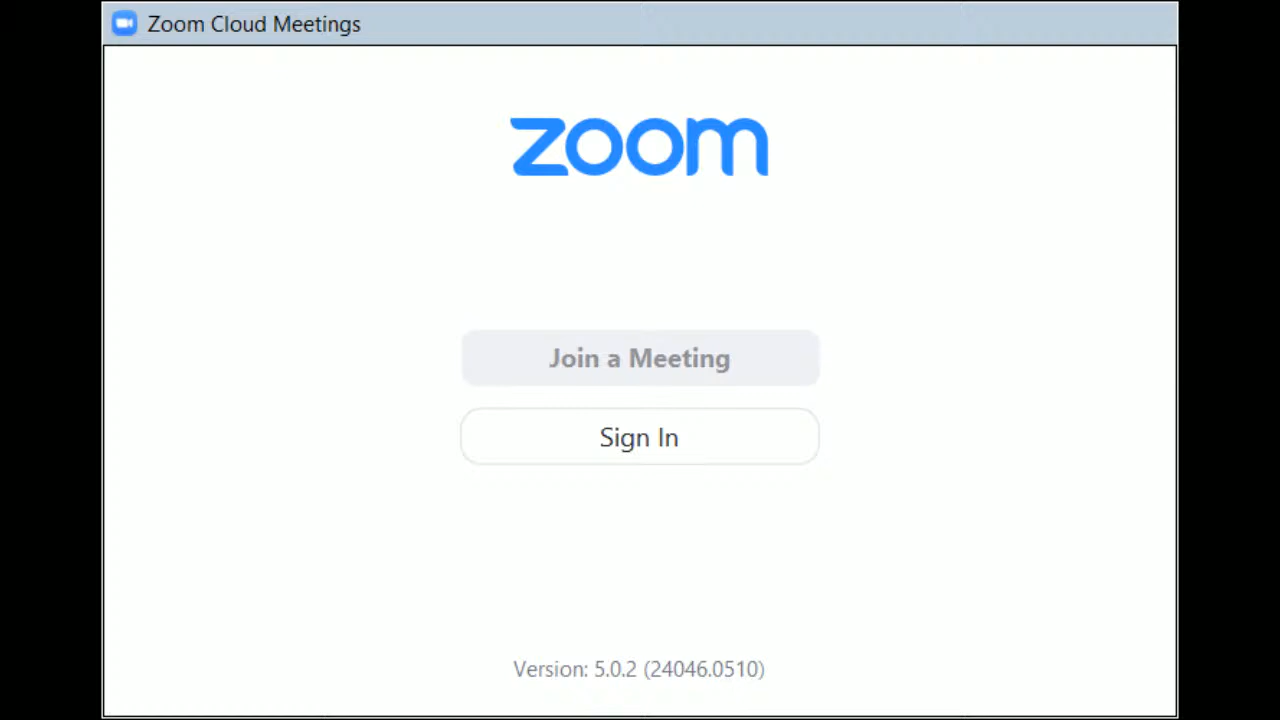 Zoom Cloud Meetings
zoom
Join a Meeting
Sign In
Version: 5.0.2 (24046.0510)